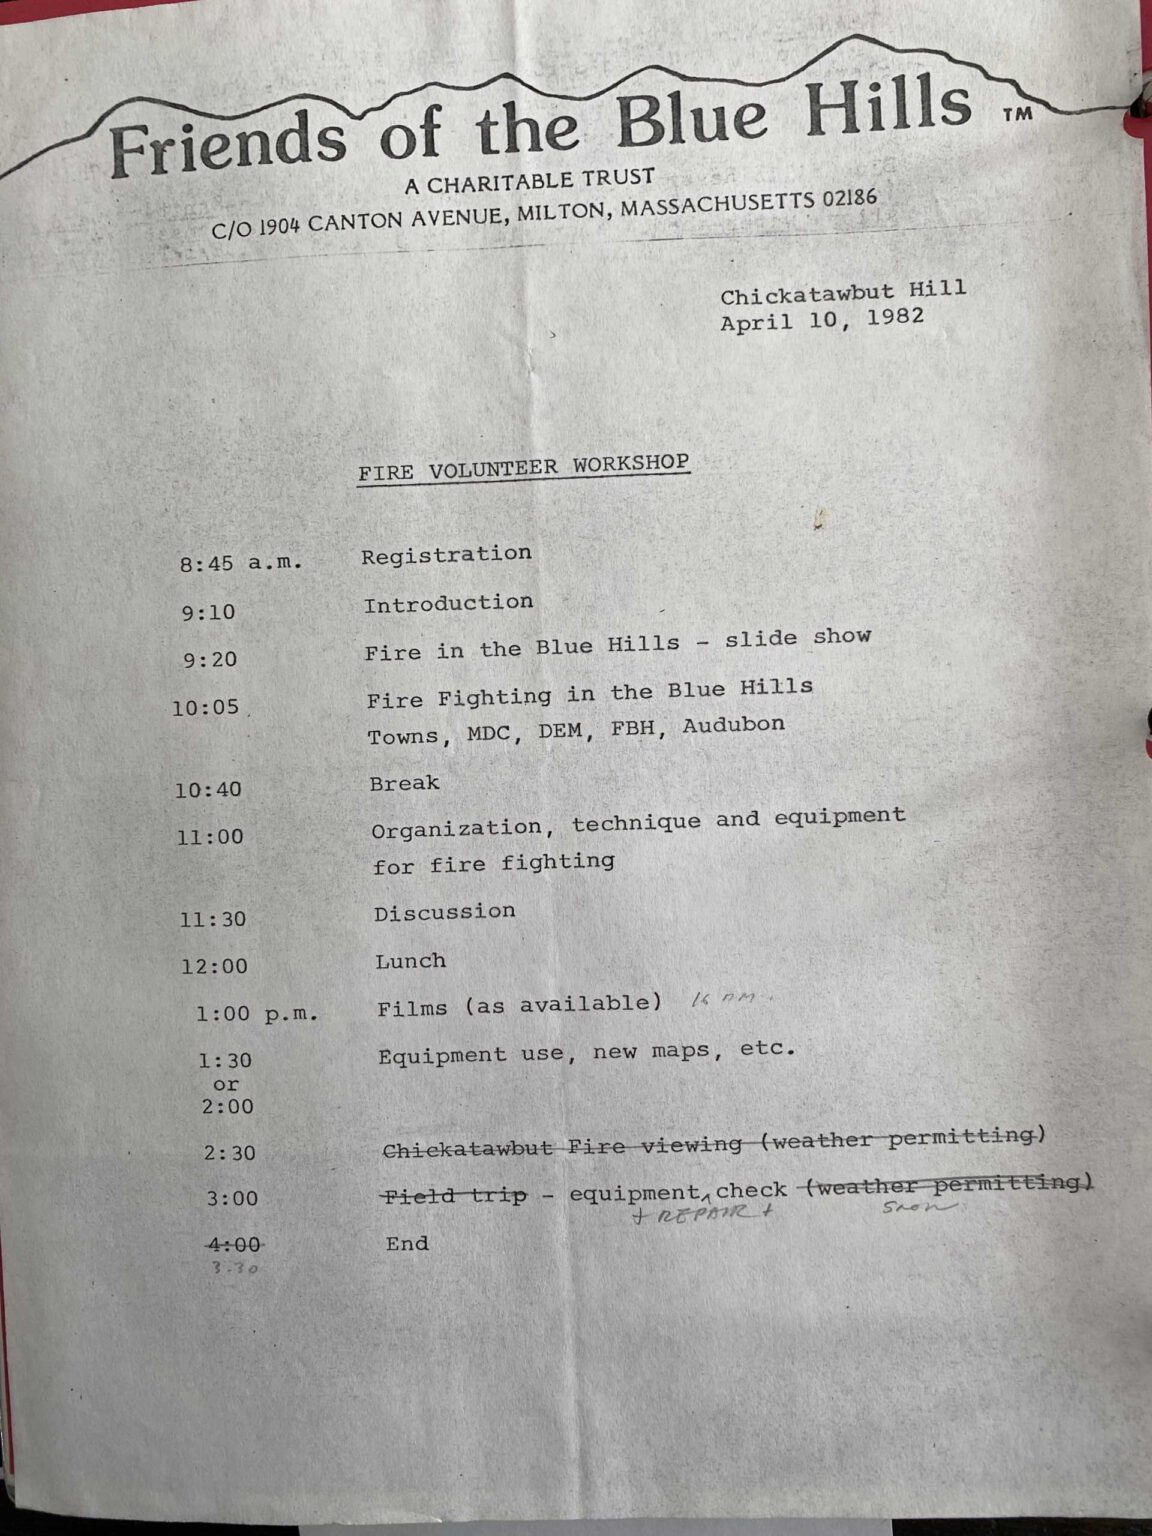 Friends of the Blue Hills ™
A CHARITABLE TRUST
C/O 1904 CANTON AVENUE, MILTON, MASSACHUSETTS 02186
Chickatawbut Hill
April 10, 1982
FIRE VOLUNTEER WORKSHOP
8:45 a.m. Registration
9:10 Introduction
9:20 Fire in the Blue Hills - slide show
10:05 Fire Fighting in the Blue Hills
Towns, MDC, DEM, FBH, Audubon
10:40 Break
11:00 Organization, technique and equipment
for fire fighting
11:30 Discussion
12:00 Lunch
1:00 p.m. Films (as available) 16 mm.
1:30 Equipment use, new maps, etc.
or
2:00
2:30 Chickatawbut Fire viewing (weather permitting)
3:00 Field trip - equipment check (weather permitting)
+ REPAIR + Snow
4:00 End
3.30